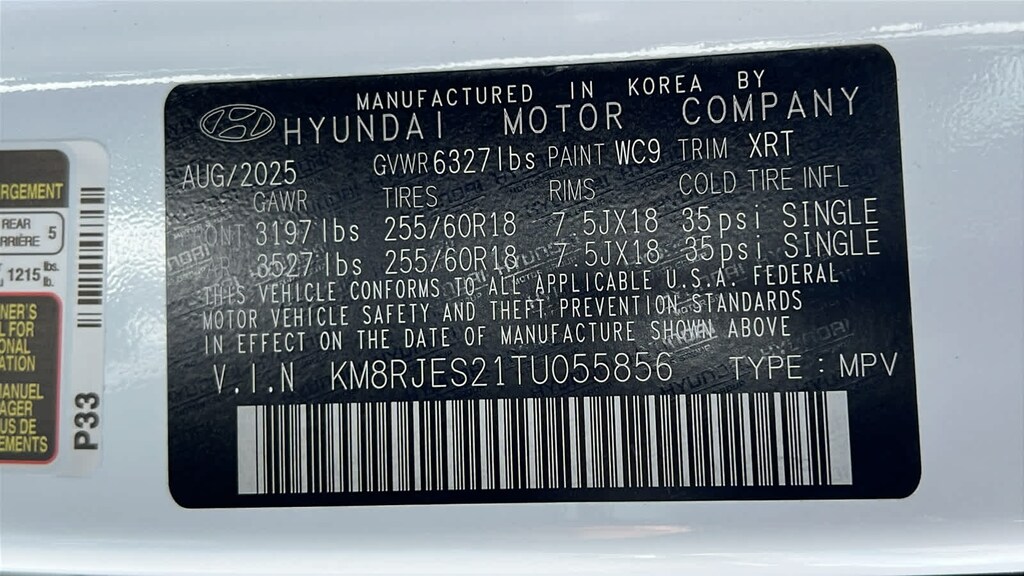 MANUFACTURED IN KOREA BY
HYUNDAI MOTOR COMPANY
AUG/2025 GVWR 6327lbs PAINT WC9 TRIM XRT
GAWR TIRES RIMS COLD TIRE INFL
ONT 3197lbs 255/60R18 7.5JX18 35psi SINGLE
3527lbs 255/60R18 7.5JX18 35psi SINGLE
THIS VEHICLE CONFORMS TO ALL APPLICABLE U.S.A. FEDERAL
MOTOR VEHICLE SAFETY AND THEFT PREVENTION STANDARDS
IN EFFECT ON THE DATE OF MANUFACTURE SHOWN ABOVE
V.I.N KM8RJES21TU055856 TYPE : MPV
RGEMENT
REAR 5
RRIÈRE
1215 lbs.
lb.
NER'S
L FOR
ONAL
ATION
MANUEL
AGER
US DE
EMENTS
P33